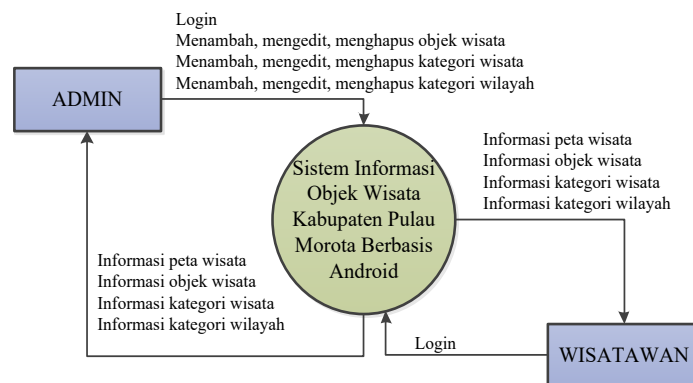 Login
Menambah, mengedit, menghapus objek wisata
Menambah, mengedit, menghapus kategori wisata
Menambah, mengedit, menghapus kategori wilayah
ADMIN
Sistem Informasi
Objek Wisata
Kabupaten Pulau
Morota Berbasis
Android
Informasi peta wisata
Informasi objek wisata
Informasi kategori wisata
Informasi kategori wilayah
Informasi peta wisata
Informasi objek wisata
Informasi kategori wisata
Informasi kategori wilayah
Login
WISATAWAN